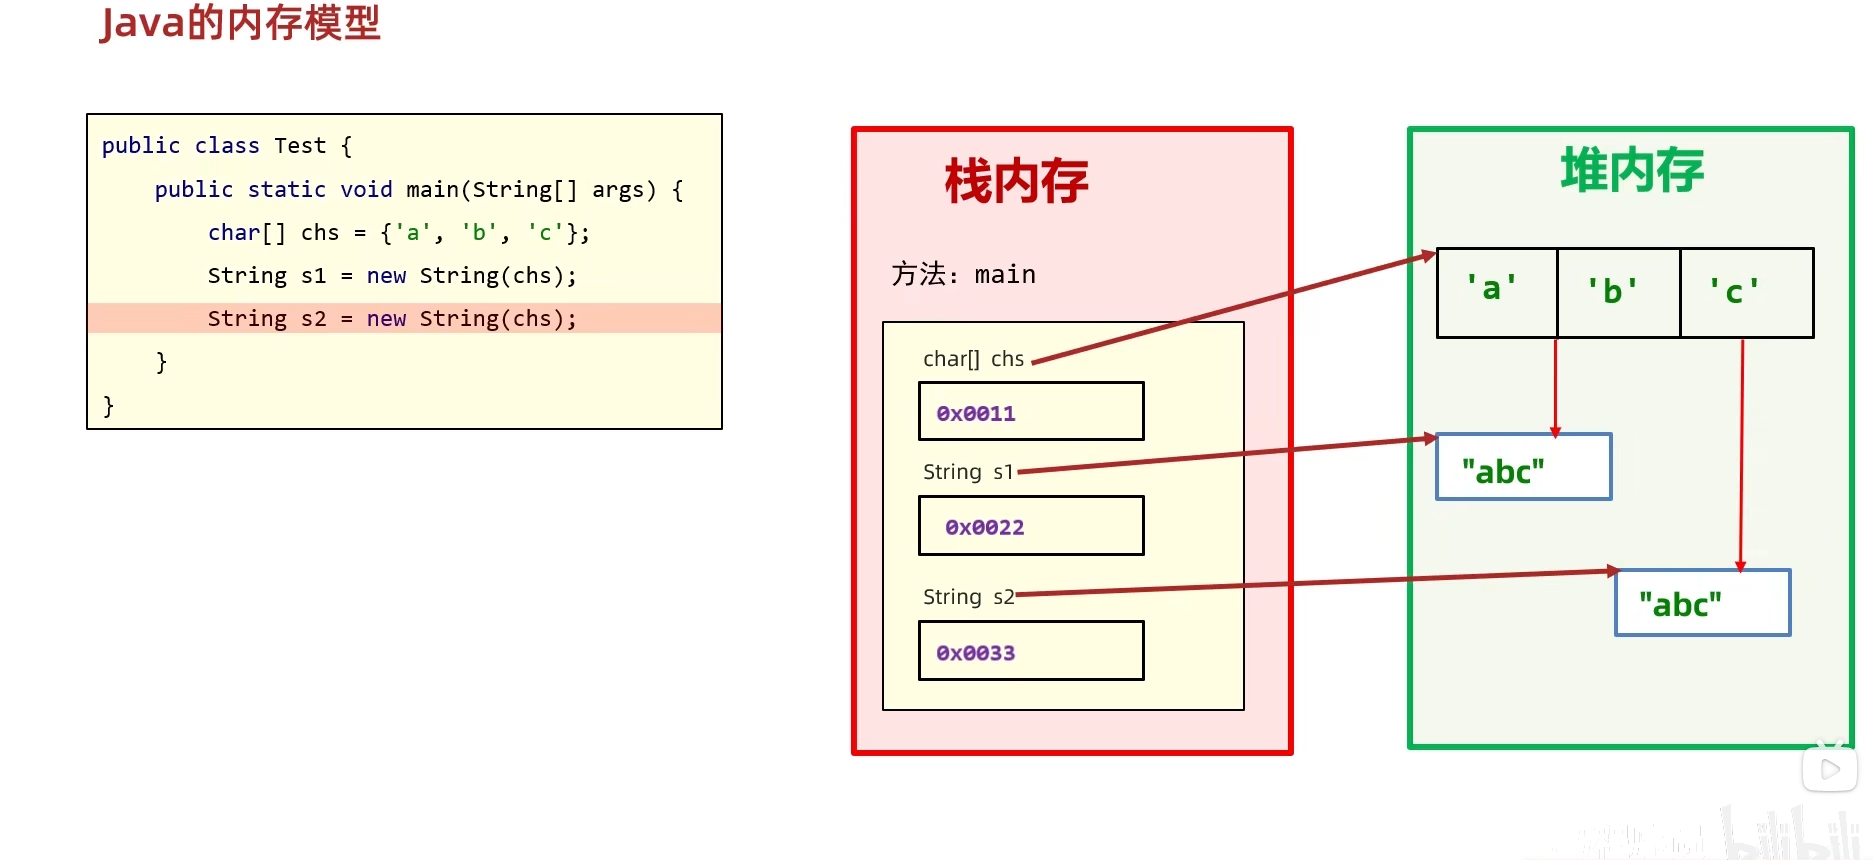 Java的内存模型
public class Test {
public static void main(String[] args) {
char[] chs = {'a', 'b', 'c'};
String s1 = new String(chs);
String s2 = new String(chs);
}
}
栈内存
方法：main
char[] chs
0x0011
String s1
0x0022
String s2
0x0033
堆内存
'a' 'b' 'c'
"abc"
"abc"
bilibili